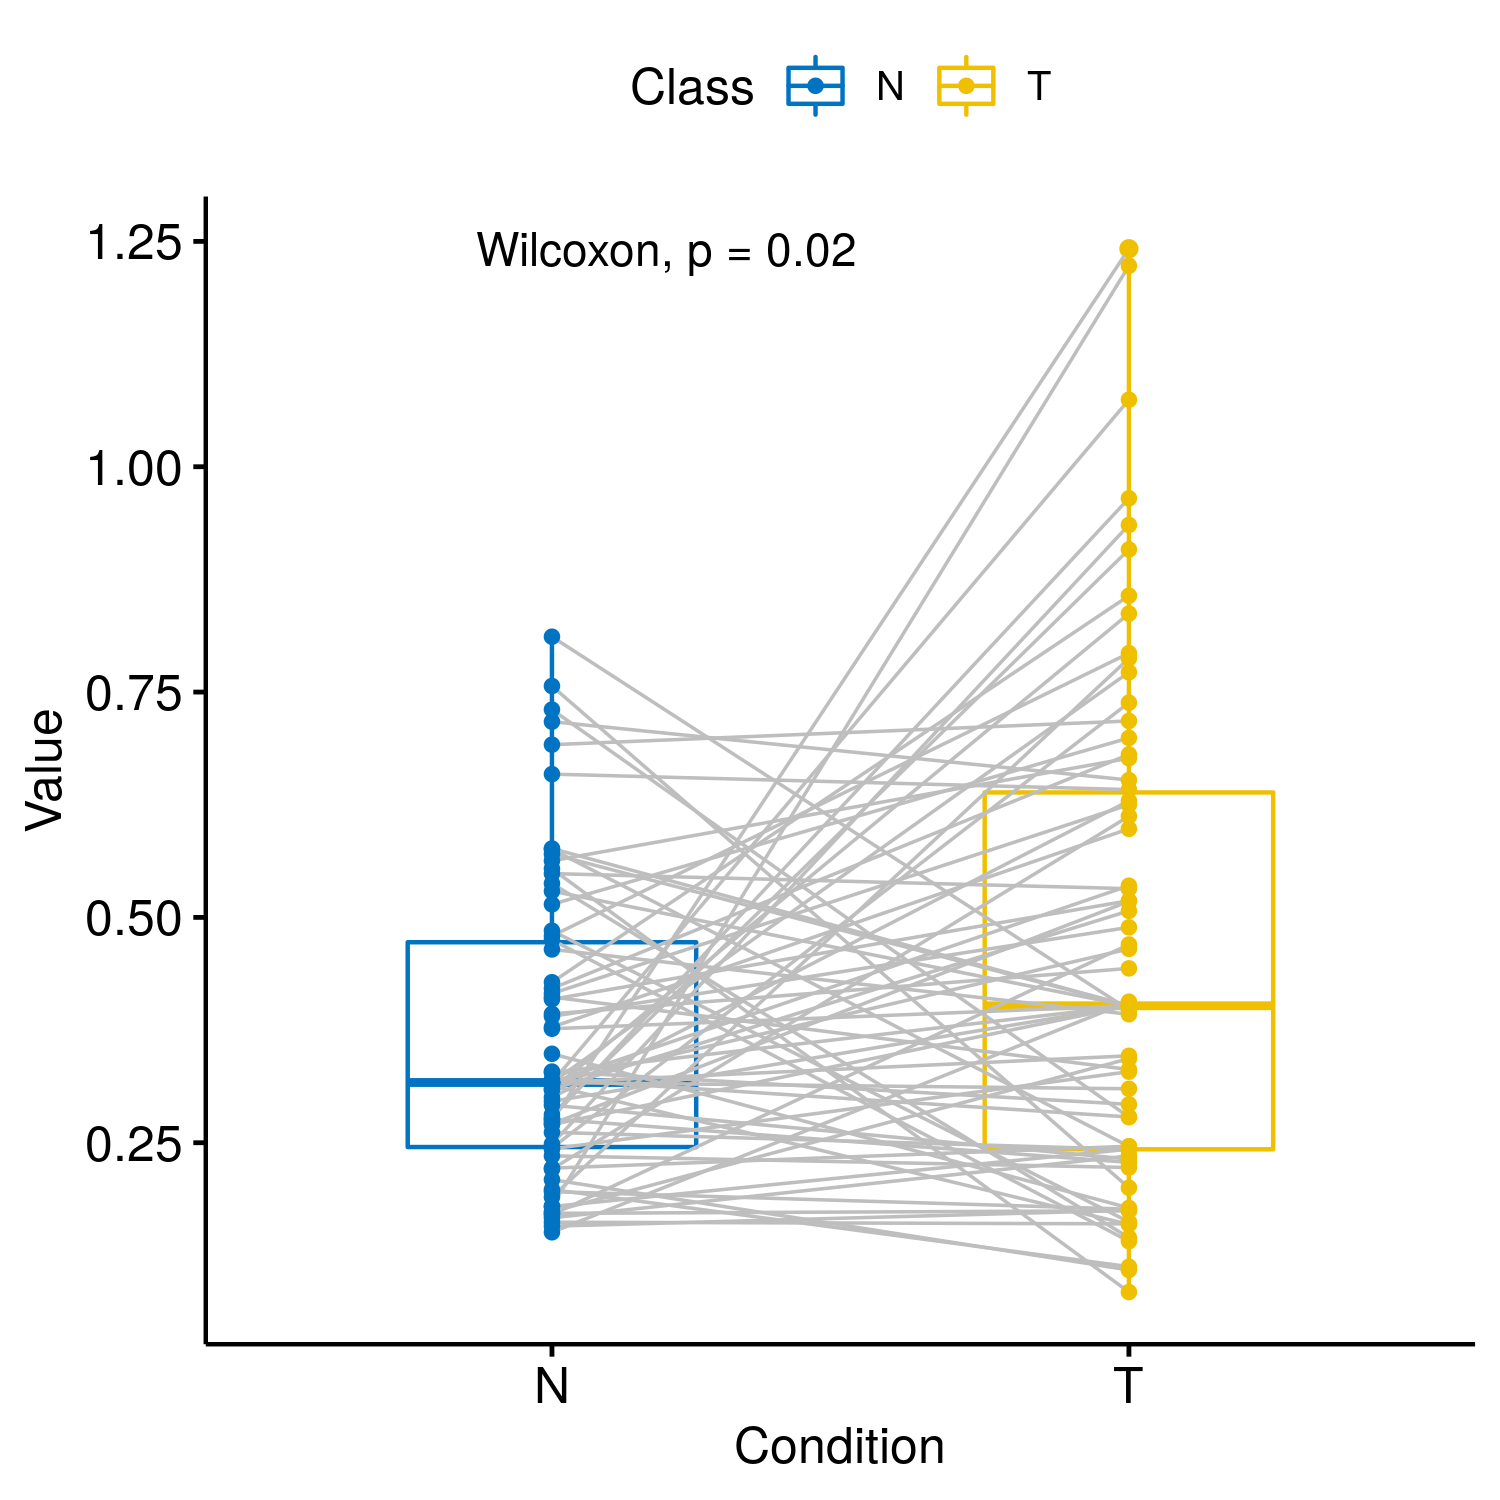 Class N T
Wilcoxon, p = 0.02
1.25
1.00
0.75
0.50
0.25
Value
N T
Condition